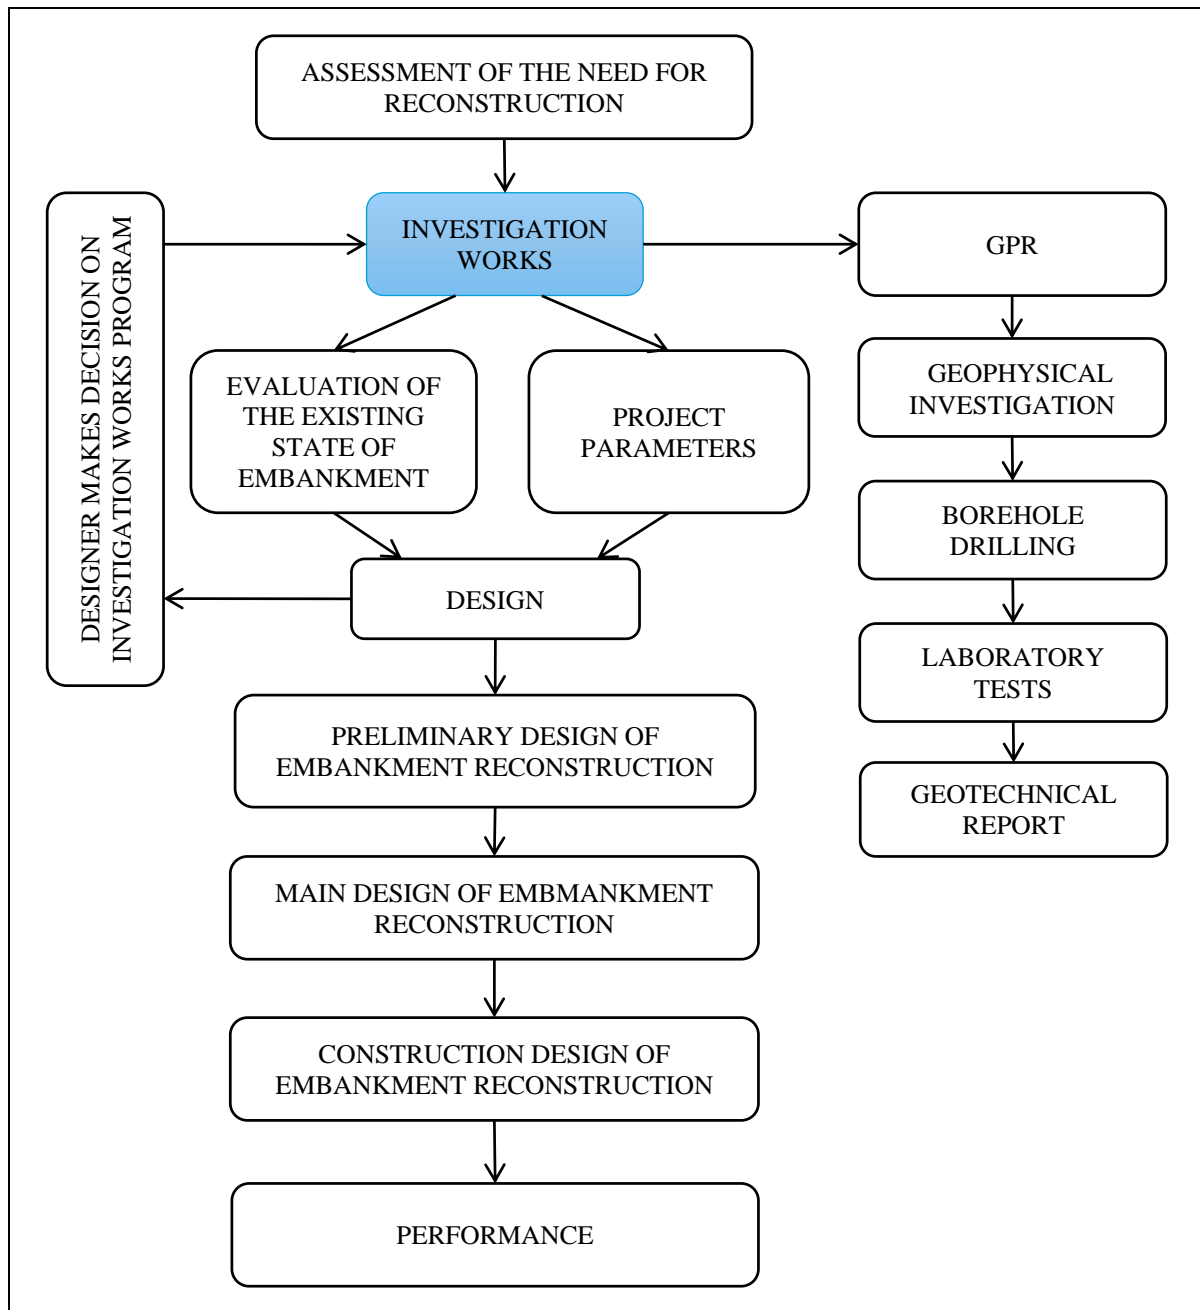 ASSESSMENT OF THE NEED FOR
RECONSTRUCTION
DESIGNER MAKES DECISION ON
INVESTIGATION WORKS PROGRAM
INVESTIGATION
WORKS
GPR
EVALUATION OF
THE EXISTING
STATE OF
EMBANKMENT
PROJECT
PARAMETERS
GEOPHYSICAL
INVESTIGATION
BOREHOLE
DRILLING
DESIGN
LABORATORY
TESTS
PRELIMINARY DESIGN OF
EMBANKMENT RECONSTRUCTION
GEOTECHNICAL
REPORT
MAIN DESIGN OF EMBMANKMENT
RECONSTRUCTION
CONSTRUCTION DESIGN OF
EMBANKMENT RECONSTRUCTION
PERFORMANCE